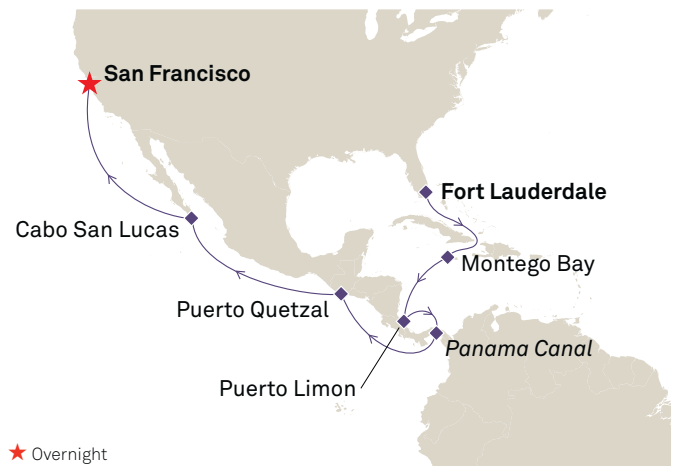 San Francisco
Fort Lauderdale
Cabo San Lucas
Montego Bay
Puerto Quetzal
Panama Canal
Puerto Limon
Overnight